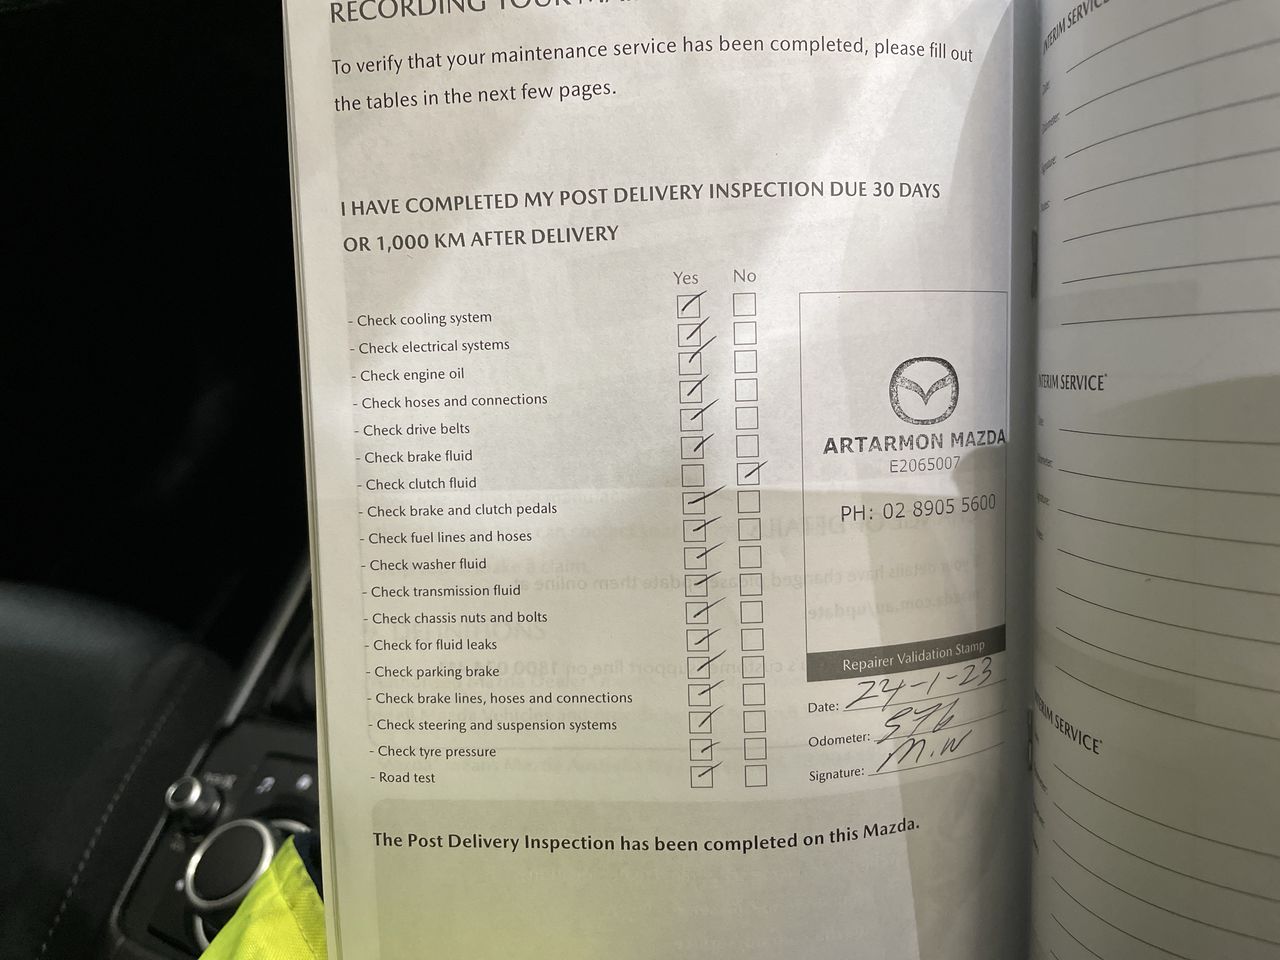 RECORDING YOUR
To verify that your maintenance service has been completed, please fill out
the tables in the next few pages.
I HAVE COMPLETED MY POST DELIVERY INSPECTION DUE 30 DAYS
OR 1,000 KM AFTER DELIVERY
Yes No
- Check cooling system
- Check electrical systems
- Check engine oil
- Check hoses and connections
- Check drive belts
- Check brake fluid
- Check clutch fluid
- Check brake and clutch pedals
- Check fuel lines and hoses
- Check washer fluid
- Check transmission fluid
- Check chassis nuts and bolts
- Check for fluid leaks
- Check parking brake
- Check brake lines, hoses and connections
- Check steering and suspension systems
- Check tyre pressure
- Road test
ARTARMON MAZDA
E2065007
PH: 02 8905 5600
Repairer Validation Stamp
Date: 24-1-23
Odometer:
Signature: M.W
The Post Delivery Inspection has been completed on this Mazda.
INTERIM SERVICE
INTERIM SERVICE*
INTERIM SERVICE*